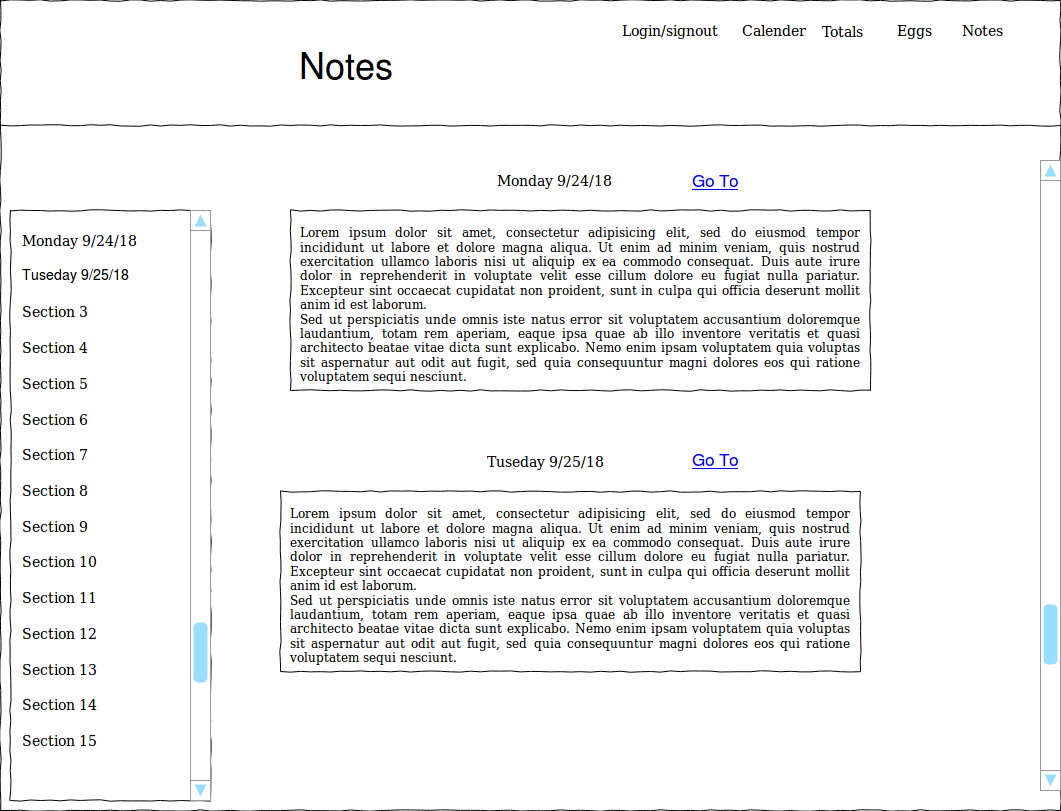 Login/signout Calender Totals Eggs Notes
Notes
Monday 9/24/18
Tuseday 9/25/18
Section 3
Section 4
Section 5
Section 6
Section 7
Section 8
Section 9
Section 10
Section 11
Section 12
Section 13
Section 14
Section 15
Monday 9/24/18 Go To
Lorem ipsum dolor sit amet, consectetur adipisicing elit, sed do eiusmod tempor
incididunt ut labore et dolore magna aliqua. Ut enim ad minim veniam, quis nostrud
exercitation ullamco laboris nisi ut aliquip ex ea commodo consequat. Duis aute irure
dolor in reprehenderit in voluptate velit esse cillum dolore eu fugiat nulla pariatur.
Excepteur sint occaecat cupidatat non proident, sunt in culpa qui officia deserunt mollit
anim id est laborum.
Sed ut perspiciatis unde omnis iste natus error sit voluptatem accusantium doloremque
laudantium, totam rem aperiam, eaque ipsa quae ab illo inventore veritatis et quasi
architecto beatae vitae dicta sunt explicabo. Nemo enim ipsam voluptatem quia voluptas
sit aspernatur aut odit aut fugit, sed quia consequuntur magni dolores eos qui ratione
voluptatem sequi nesciunt.
Tuseday 9/25/18 Go To
Lorem ipsum dolor sit amet, consectetur adipisicing elit, sed do eiusmod tempor
incididunt ut labore et dolore magna aliqua. Ut enim ad minim veniam, quis nostrud
exercitation ullamco laboris nisi ut aliquip ex ea commodo consequat. Duis aute irure
dolor in reprehenderit in voluptate velit esse cillum dolore eu fugiat nulla pariatur.
Excepteur sint occaecat cupidatat non proident, sunt in culpa qui officia deserunt mollit
anim id est laborum.
Sed ut perspiciatis unde omnis iste natus error sit voluptatem accusantium doloremque
laudantium, totam rem aperiam, eaque ipsa quae ab illo inventore veritatis et quasi
architecto beatae vitae dicta sunt explicabo. Nemo enim ipsam voluptatem quia voluptas
sit aspernatur aut odit aut fugit, sed quia consequuntur magni dolores eos qui ratione
voluptatem sequi nesciunt.